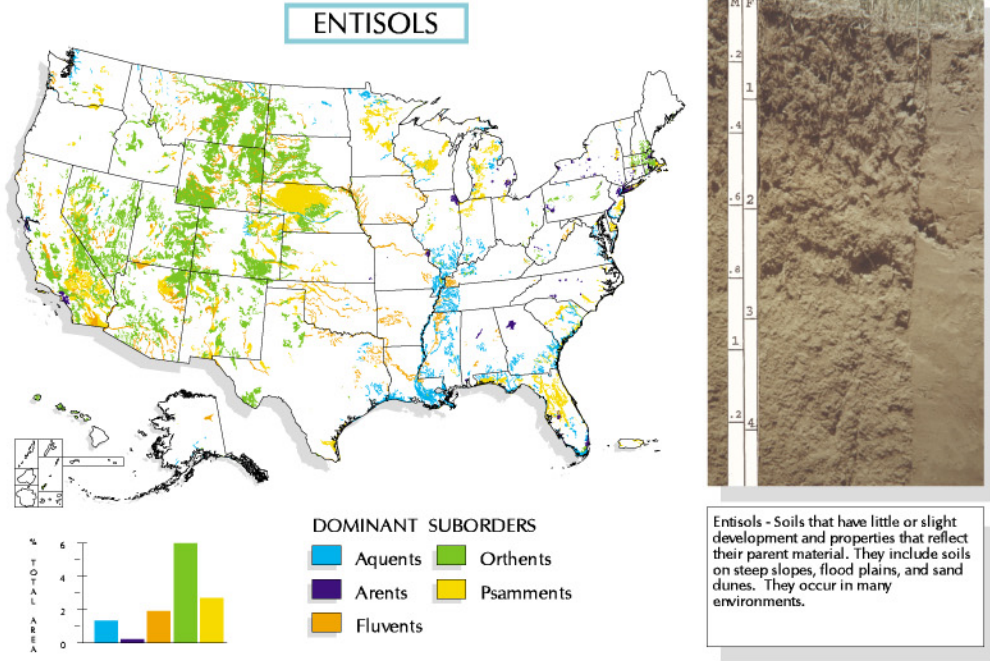 ENTISOLS
M F
.2
1
.4
.6
2
.8
3
1
.2
4
DOMINANT SUBORDERS
Aquents
Orthents
Arents
Psamments
Fluvents
% TOTAL AREA
6
4
2
0
Entisols - Soils that have little or slight
development and properties that reflect
their parent material. They include soils
on steep slopes, flood plains, and sand
dunes. They occur in many
environments.